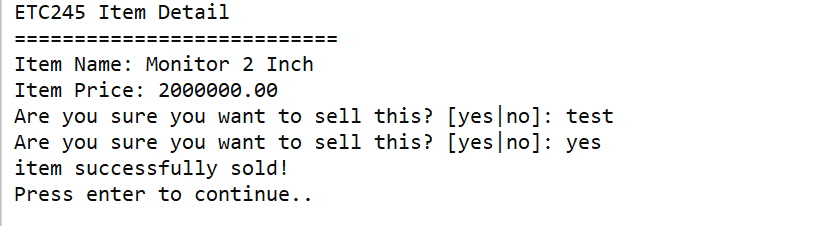 ETC245 Item Detail
===========================
Item Name: Monitor 2 Inch
Item Price: 2000000.00
Are you sure you want to sell this? [yes|no]: test
Are you sure you want to sell this? [yes|no]: yes
item successfully sold!
Press enter to continue..